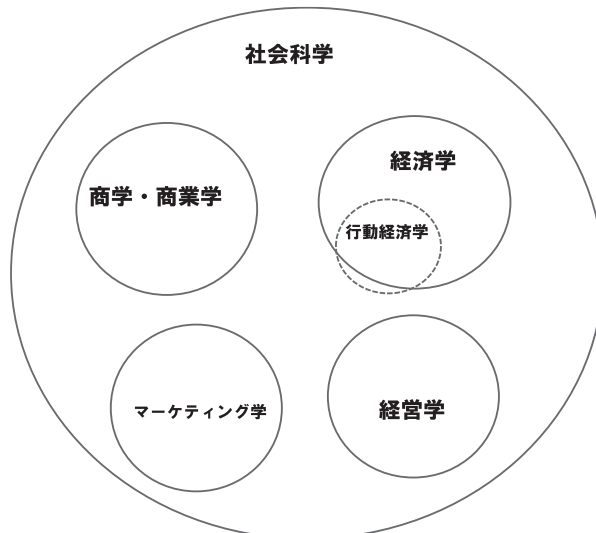 社会科学
経済学
商学・商業学
行動経済学
マーケティング学
経営学